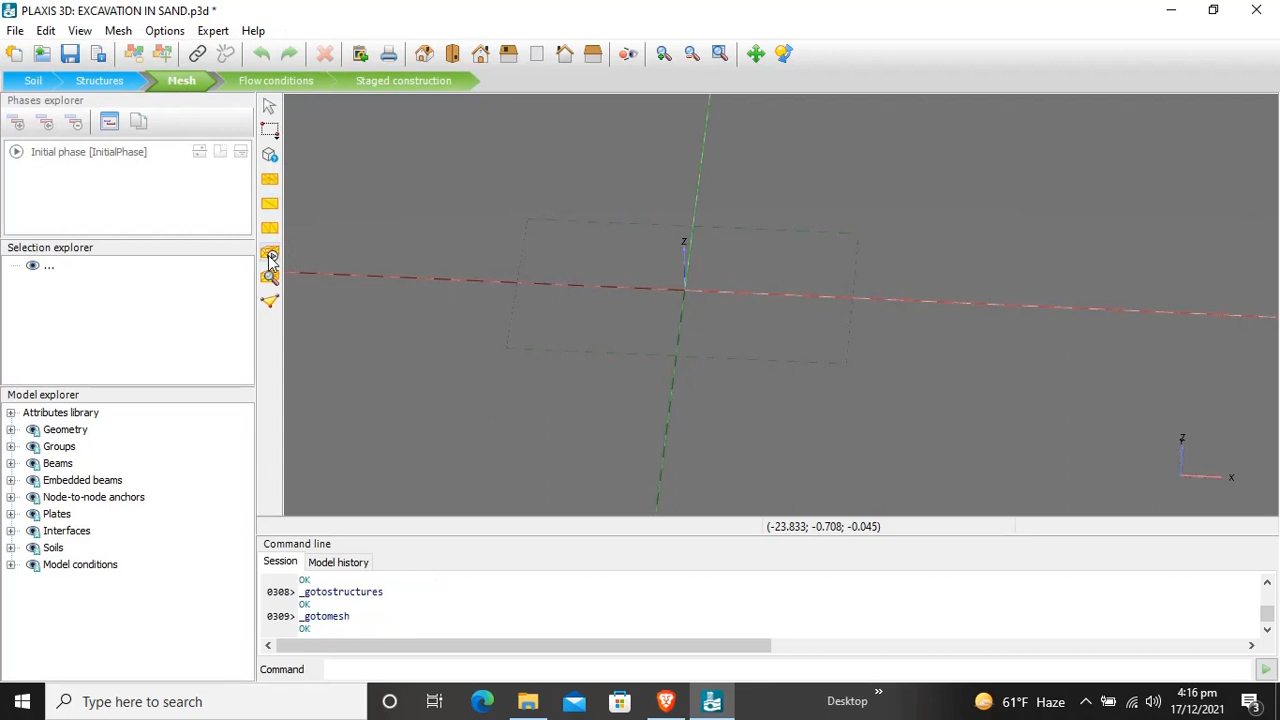 PLAXIS 3D: EXCAVATION IN SAND.p3d *
File Edit View Mesh Options Expert Help
Soil Structures Mesh Flow conditions Staged construction
Phases explorer
Initial phase [InitialPhase]
Selection explorer
...
Model explorer
Attributes library
Geometry
Groups
Beams
Embedded beams
Node-to-node anchors
Plates
Interfaces
Soils
Model conditions
z
z
x
(-23.833; -0.708; -0.045)
Command line
Session Model history
OK
0308> _gotostructures
OK
0309> _gotomesh
OK
Command
Type here to search
Desktop
»
61°F Haze
4:16 pm
17/12/2021
3